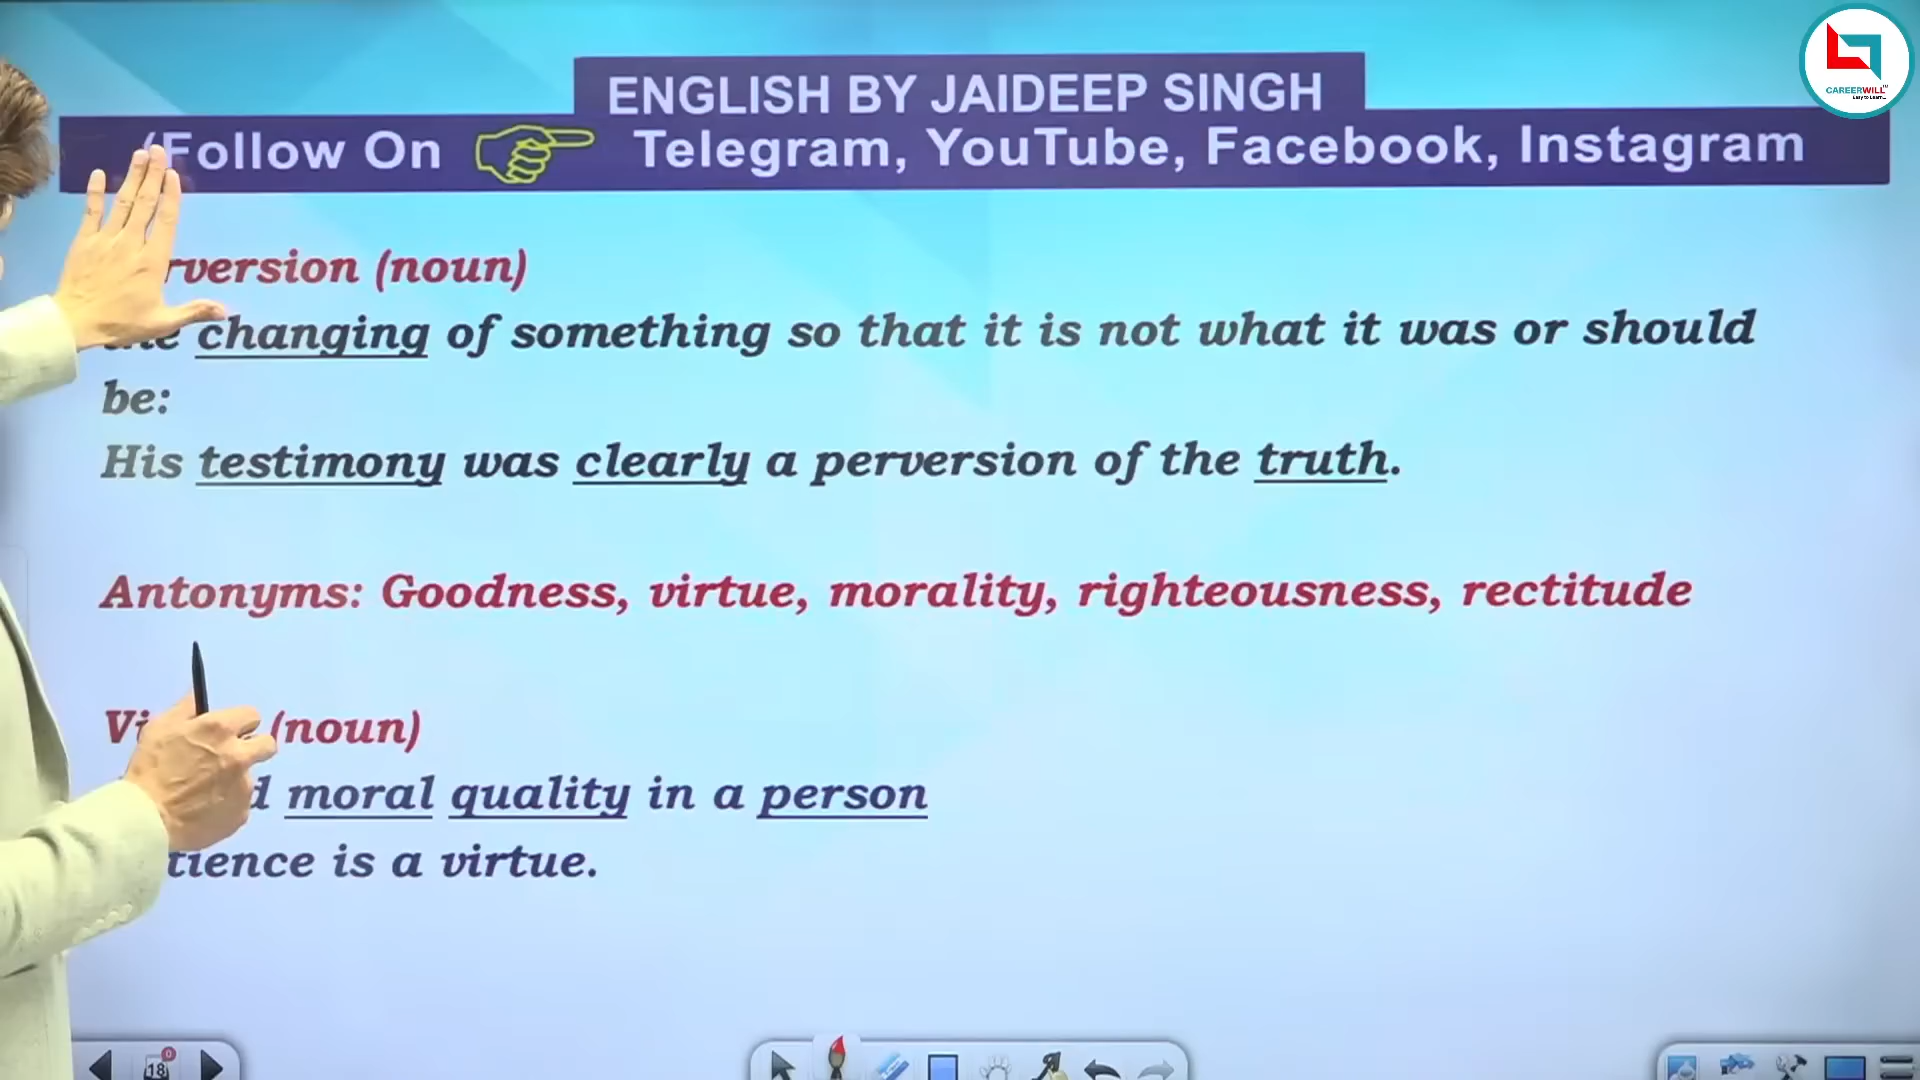 ENGLISH BY JAIDEEP SINGH
CAREERWILL
(Follow On Telegram, YouTube, Facebook, Instagram
rversion (noun)
changing of something so that it is not what it was or should
be:
His testimony was clearly a perversion of the truth.
Antonyms: Goodness, virtue, morality, righteousness, rectitude
(noun)
moral quality in a person
tience is a virtue.
18